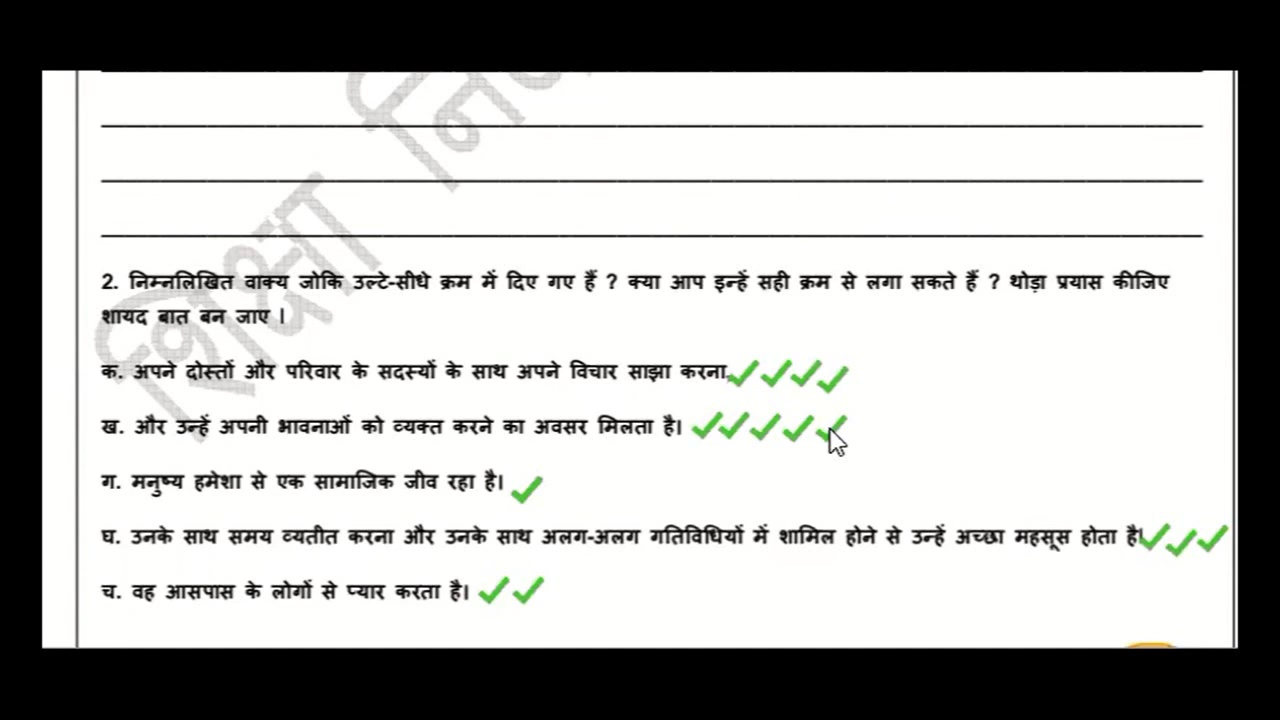 शिक्षा नि
2. निम्नलिखित वाक्य जोकि उल्टे-सीधे क्रम में दिए गए हैं ? क्या आप इन्हें सही क्रम से लगा सकते हैं ? थोड़ा प्रयास कीजिए
शायद बात बन जाए ।
क. अपने दोस्तों और परिवार के सदस्यों के साथ अपने विचार साझा करना
ख. और उन्हें अपनी भावनाओं को व्यक्त करने का अवसर मिलता है।
ग. मनुष्य हमेशा से एक सामाजिक जीव रहा है।
घ. उनके साथ समय व्यतीत करना और उनके साथ अलग-अलग गतिविधियों में शामिल होने से उन्हें अच्छा महसूस होता है।
च. वह आसपास के लोगों से प्यार करता है।